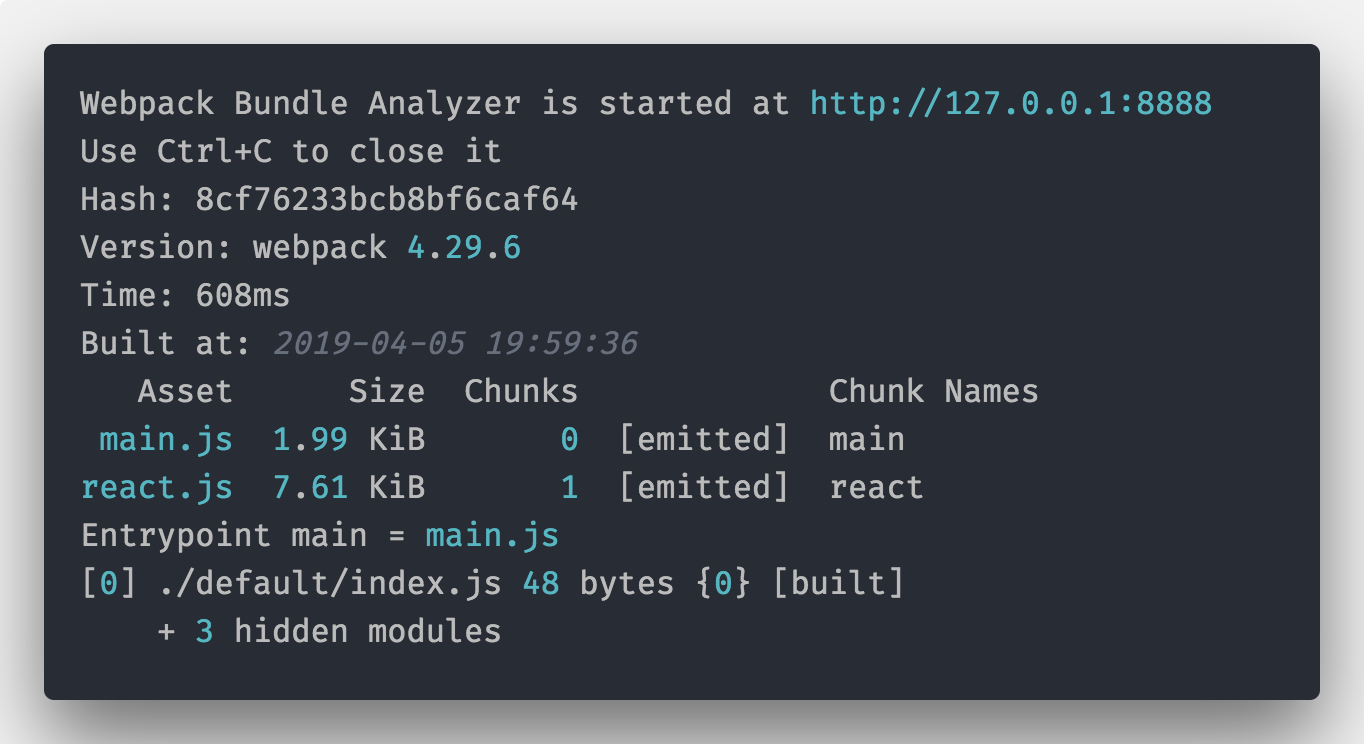 Webpack Bundle Analyzer is started at http://127.0.0.1:8888
Use Ctrl+C to close it
Hash: 8cf76233bcb8bf6caf64
Version: webpack 4.29.6
Time: 608ms
Built at: 2019-04-05 19:59:36
   Asset      Size  Chunks             Chunk Names
 main.js  1.99 KiB       0  [emitted]  main
react.js  7.61 KiB       1  [emitted]  react
Entrypoint main = main.js
[0] ./default/index.js 48 bytes {0} [built]
    + 3 hidden modules